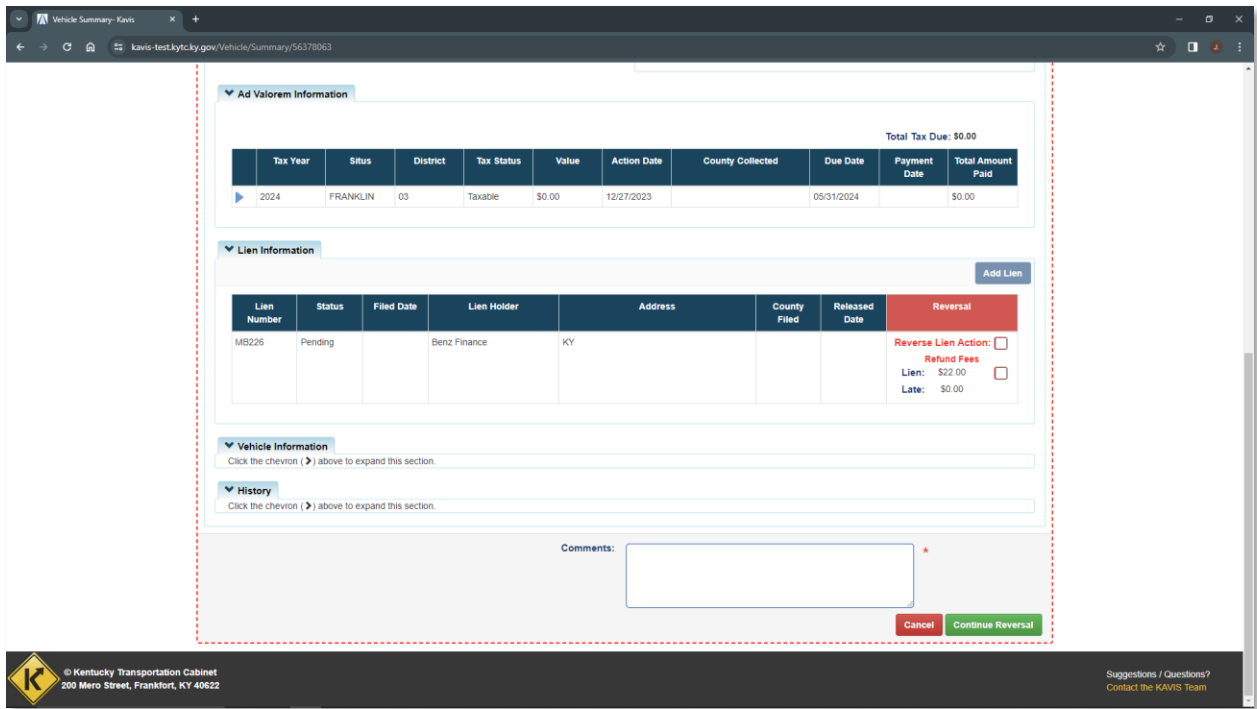 Vehicle Summary- Kavis
kavis-test.kytc.ky.gov/Vehicle/Summary/56378063
Ad Valorem Information
Total Tax Due: $0.00
Tax Year Situs District Tax Status Value Action Date County Collected Due Date Payment Date Total Amount Paid
2024 FRANKLIN 03 Taxable $0.00 12/27/2023 05/31/2024 $0.00
Lien Information
Add Lien
Lien Number Status Filed Date Lien Holder Address County Filed Released Date Reversal
MB226 Pending Benz Finance KY Reverse Lien Action:
Refund Fees
Lien: $22.00
Late: $0.00
Vehicle Information
Click the chevron ( > ) above to expand this section.
History
Click the chevron ( > ) above to expand this section.
Comments: *
Cancel Continue Reversal
K
© Kentucky Transportation Cabinet
200 Mero Street, Frankfort, KY 40622
Suggestions / Questions?
Contact the KAVIS Team